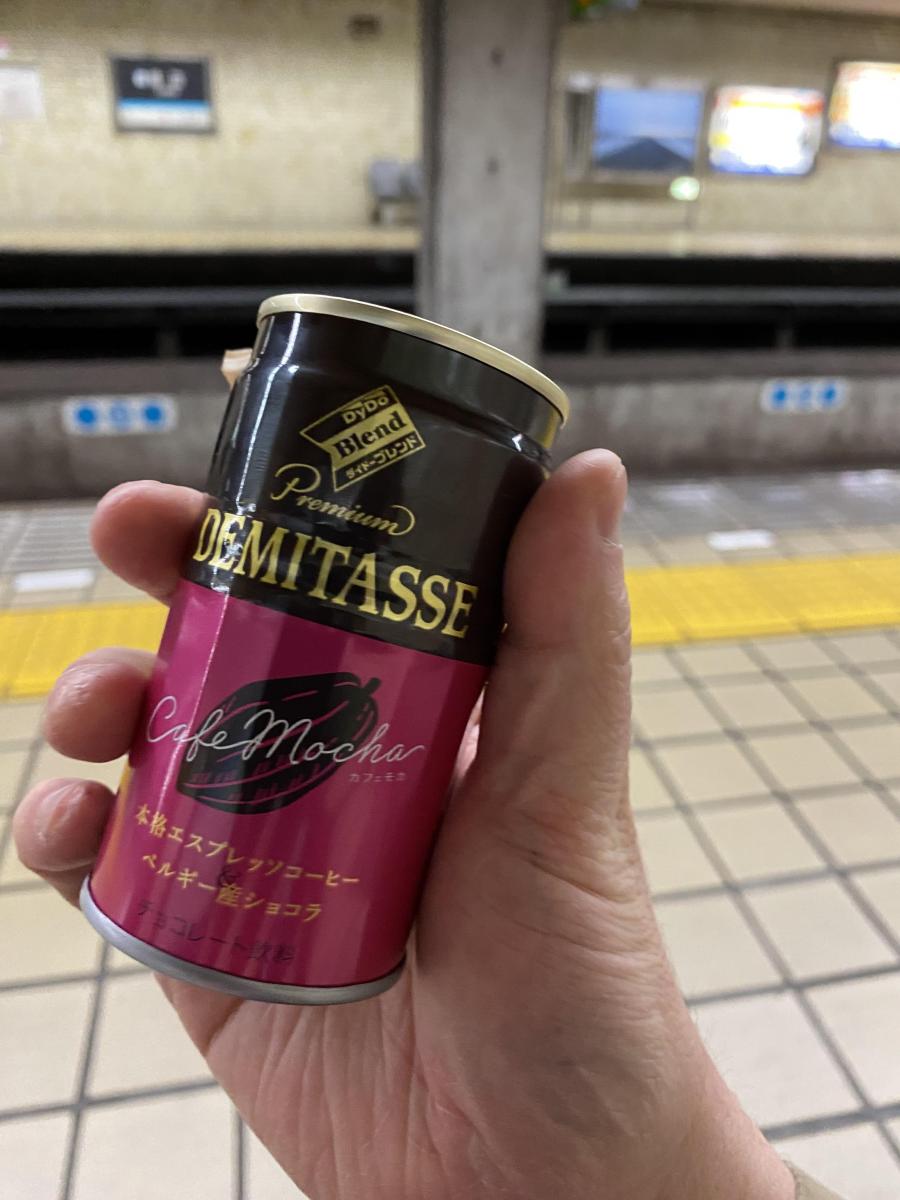 DyDo
Blend
ダイドーブレンド
Premium
DEMITASSE
Cafe Mocha
カフェモカ
本格エスプレッソコーヒー
&
ベルギー産ショコラ
チョコレート飲料